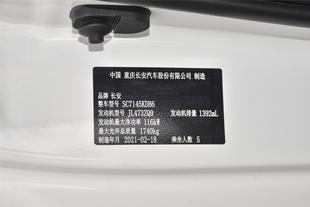 中国 重庆长安汽车股份有限公司 制造
品牌 长安
整车型号 SC7145KDB6
发动机型号 JL473ZQ9 发动机排量 1392mL
发动机最大净功率 116kW
最大允许总质量 1740kg
制造年月 2021-02-18 乘坐人数 5